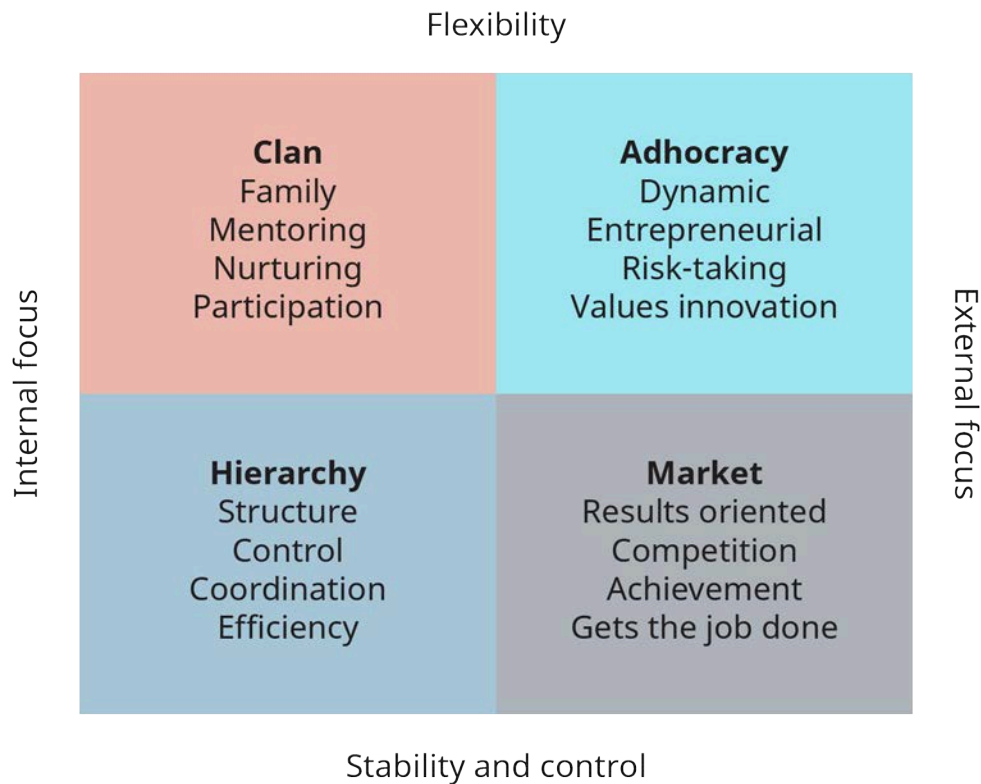 Flexibility
Clan
Family
Mentoring
Nurturing
Participation
Adhocracy
Dynamic
Entrepreneurial
Risk-taking
Values innovation
Internal focus
External focus
Hierarchy
Structure
Control
Coordination
Efficiency
Market
Results oriented
Competition
Achievement
Gets the job done
Stability and control